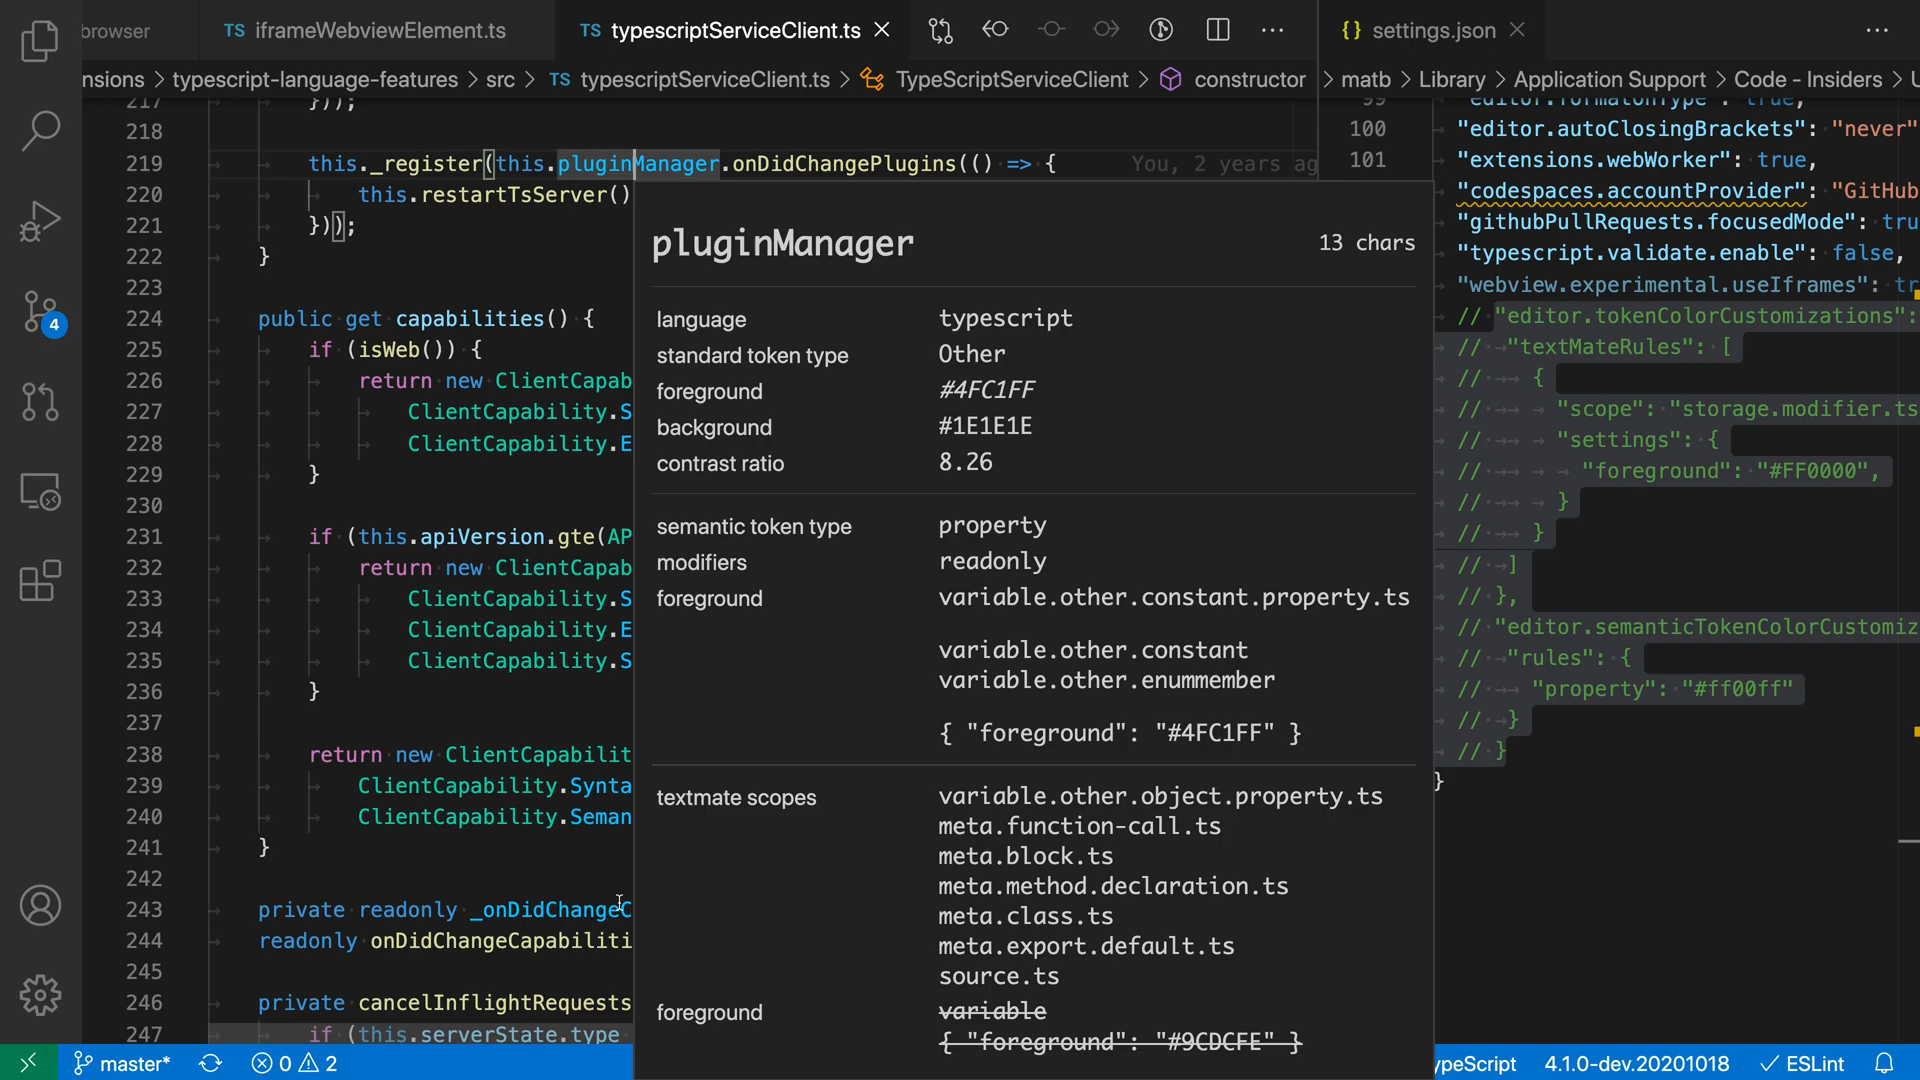 browser
TS iframeWebviewElement.ts
TS typescriptServiceClient.ts
{} settings.json
nsions > typescript-language-features > src > TS typescriptServiceClient.ts > TypeScriptServiceClient > constructor
> matb > Library > Application Support > Code - Insiders > U
217 }));
218
219 this._register(this.pluginManager.onDidChangePlugins(() => { You, 2 years ag
220 this.restartTsServer()
221 }));
222 }
223
224 public get capabilities() {
225 if (isWeb()) {
226 return new ClientCapab
227 ClientCapability.S
228 ClientCapability.E
229 }
230
231 if (this.apiVersion.gte(AP
232 return new ClientCapab
233 ClientCapability.S
234 ClientCapability.E
235 ClientCapability.S
236 }
237
238 return new ClientCapabilit
239 ClientCapability.Synta
240 ClientCapability.Seman
241 }
242
243 private readonly _onDidChangeC
244 readonly onDidChangeCapabiliti
245
246 private cancelInflightRequests
247 if (this.serverState.type
pluginManager 13 chars
language typescript
standard token type Other
foreground #4FC1FF
background #1E1E1E
contrast ratio 8.26
semantic token type property
modifiers readonly
foreground variable.other.constant.property.ts
variable.other.constant
variable.other.enummember
{ "foreground": "#4FC1FF" }
textmate scopes variable.other.object.property.ts
meta.function-call.ts
meta.block.ts
meta.method.declaration.ts
meta.class.ts
meta.export.default.ts
source.ts
foreground variable
{ "foreground": "#9CDCFE" }
99 "editor.formatOnType": true,
100 "editor.autoClosingBrackets": "never"
101 "extensions.webWorker": true,
"codespaces.accountProvider": "GitHub
"githubPullRequests.focusedMode": tru
"typescript.validate.enable": false,
"webview.experimental.useIframes": tr
// "editor.tokenColorCustomizations":
// "textMateRules": [
// {
// "scope": "storage.modifier.ts
// "settings": {
// "foreground": "#FF0000",
// }
// }
// ]
// },
// "editor.semanticTokenColorCustomiz
// "rules": {
// "property": "#ff00ff"
// }
// }
}
4
master* 0 2
ypeScript 4.1.0-dev.20201018 ESLint